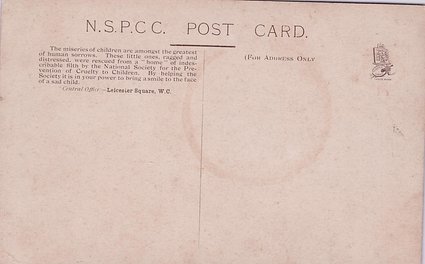 N.S.P.C.C. POST CARD.
The miseries of children are amongst the greatest
of human sorrows. These little ones, ragged and
distressed, were rescued from a "home" of indes-
cribable filth by the National Society for the Pre-
vention of Cruelty to Children. By helping the
Society it is in your power to bring a smile to the face
of a sad child.
Central Office—Leicester Square, W.C.
(For Address Only